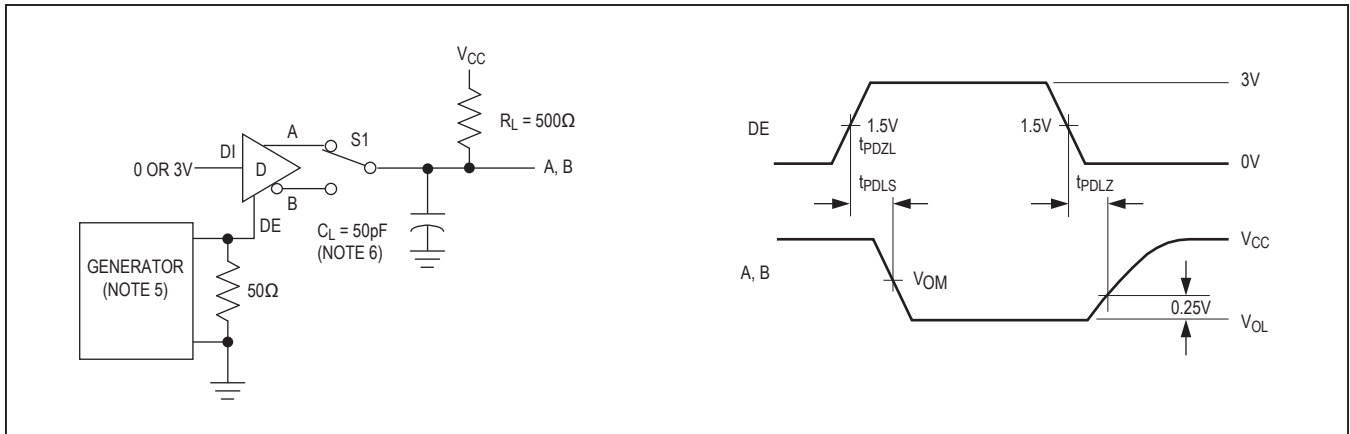 VCC
RL = 500Ω
A
S1
DI
D
0 OR 3V
A, B
B
DE
CL = 50pF
(NOTE 6)
GENERATOR
(NOTE 5)
50Ω
3V
DE
1.5V
1.5V
tPDZL
0V
tPDLS
tPDLZ
VCC
A, B
VOM
0.25V
VOL